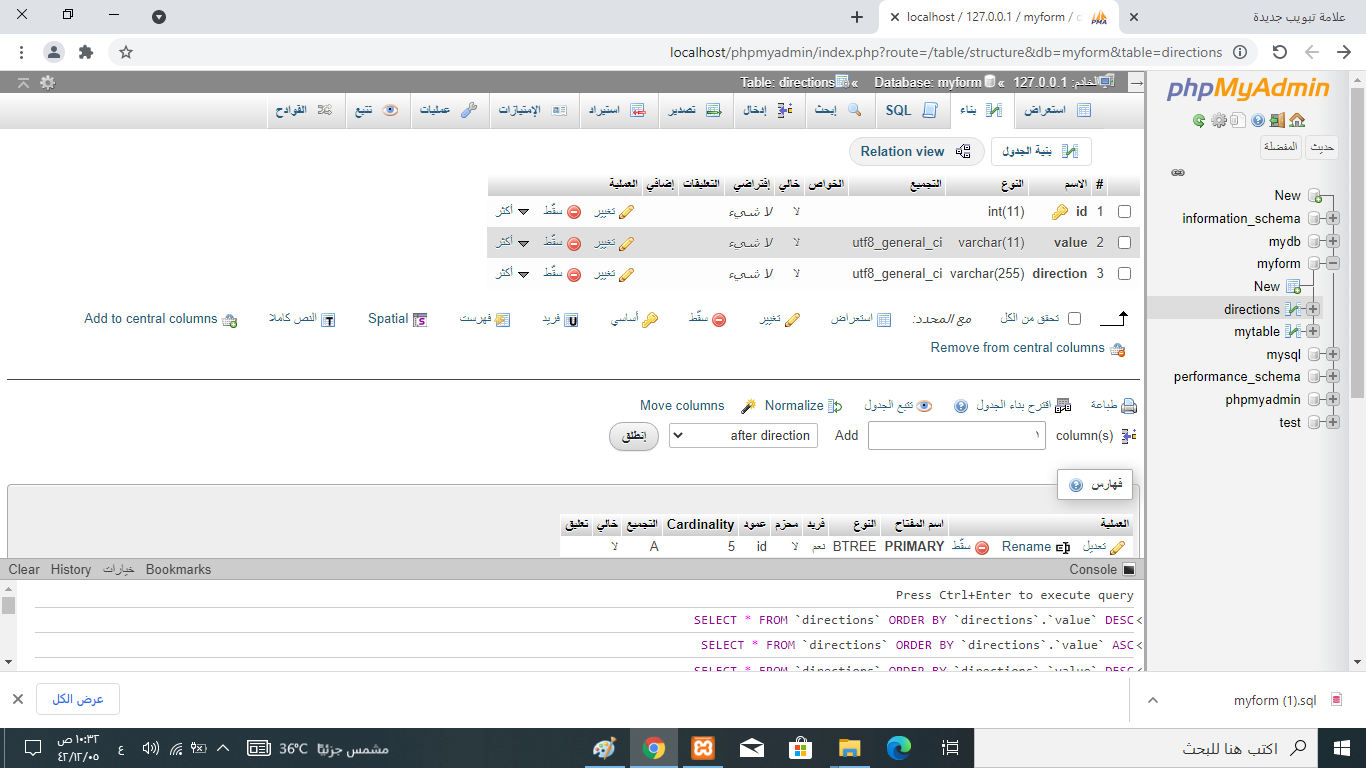 علامة تبويب جديدة
localhost / 127.0.0.1 / myform / d
localhost/phpmyadmin/index.php?route=/table/structure&db=myform&table=directions
phpMyAdmin
حديث
المفضلة
New
information_schema
mydb
myform
New
directions
mytable
mysql
performance_schema
phpmyadmin
test
الخادم: 127.0.0.1 » Database: myform » Table: directions
استعراض
بناء
SQL
إبحث
إدخال
تصدير
استيراد
الإمتيازات
عمليات
تتبع
القوادح
بنية الجدول
Relation view
# الاسم النوع التجميع الخواص خالي إفتراضي التعليقات إضافي العملية
1 id int(11) لا لا شيء تغيير سقّط أكثر
2 value varchar(11) utf8_general_ci لا لا شيء تغيير سقّط أكثر
3 direction varchar(255) utf8_general_ci لا لا شيء تغيير سقّط أكثر
تحقق من الكل مع المحدد: استعراض تغيير سقّط أساسي فريد فهرست Spatial النص كاملا Add to central columns
Remove from central columns
طباعة اقترح بناء الجدول تتبع الجدول Normalize Move columns
column(s) ١ Add after direction إنطلق
فهارس
العملية اسم المفتاح النوع فريد محزم عمود Cardinality التجميع خالي تعليق
تعديل Rename سقّط PRIMARY BTREE نعم لا id 5 A لا
Console Bookmarks خيارات History Clear
Press Ctrl+Enter to execute query
SELECT * FROM `directions` ORDER BY `directions`.`value` DESC
SELECT * FROM `directions` ORDER BY `directions`.`value` ASC
SELECT * FROM `directions` ORDER BY `directions`.`value` DESC
myform (1).sql
عرض الكل
اكتب هنا للبحث
36°C مشمس جزئيًا
ع
١٠:٣٢ ص
٤٢/١٢/٠٥